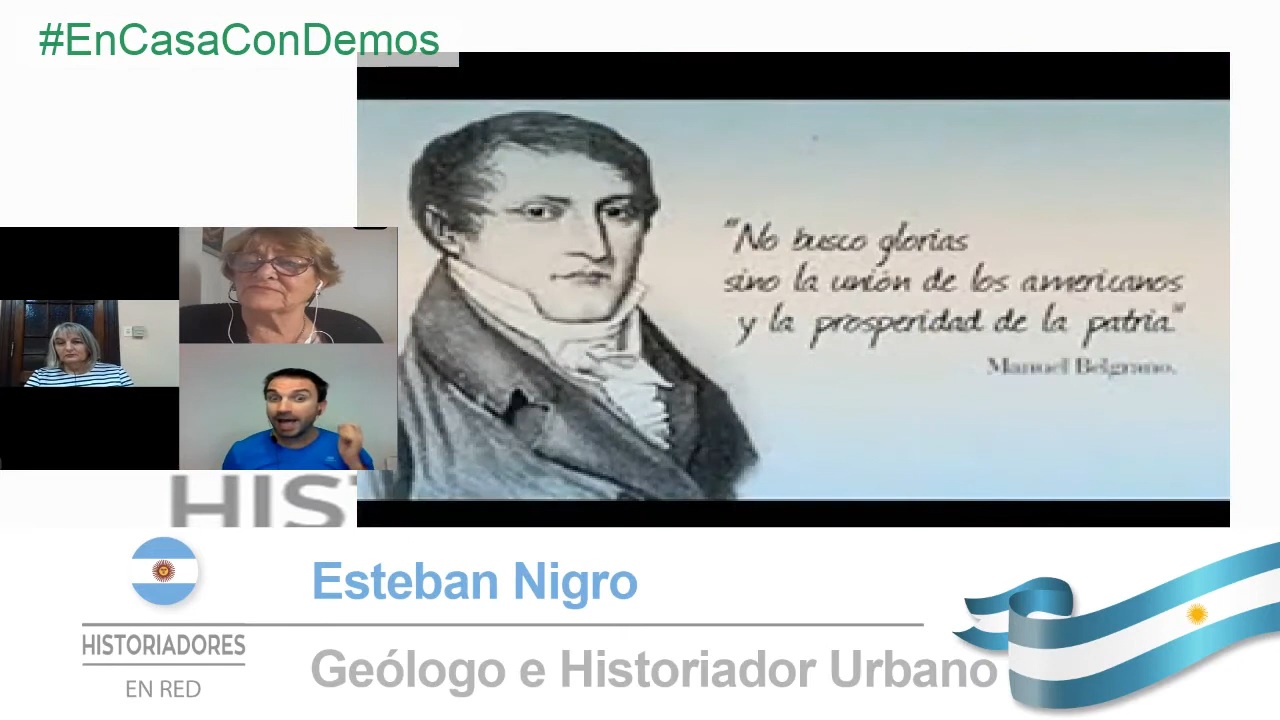 #EnCasaConDemos
"No busco glorias
sino la unión de los americanos
y la prosperidad de la patria."
Manuel Belgrano.
HIST
Esteban Nigro
HISTORIADORES
EN RED
Geólogo e Historiador Urbano